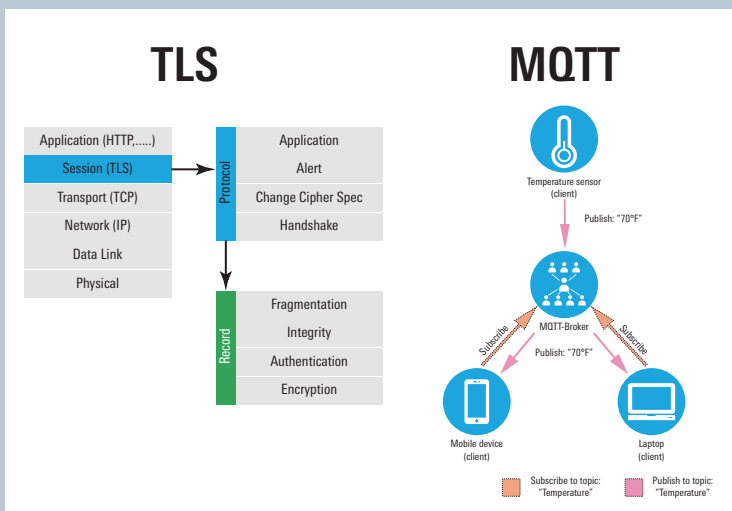 TLS
MQTT
Application (HTTP,.....)
Session (TLS)
Transport (TCP)
Network (IP)
Data Link
Physical
Protocol
Application
Alert
Change Cipher Spec
Handshake
Record
Fragmentation
Integrity
Authentication
Encryption
Temperature sensor
(client)
Publish: "70°F"
MQTT-Broker
Subscribe
Subscribe
Publish: "70°F"
Mobile device
(client)
Laptop
(client)
Subscribe to topic:
"Temperature"
Publish to topic:
"Temperature"